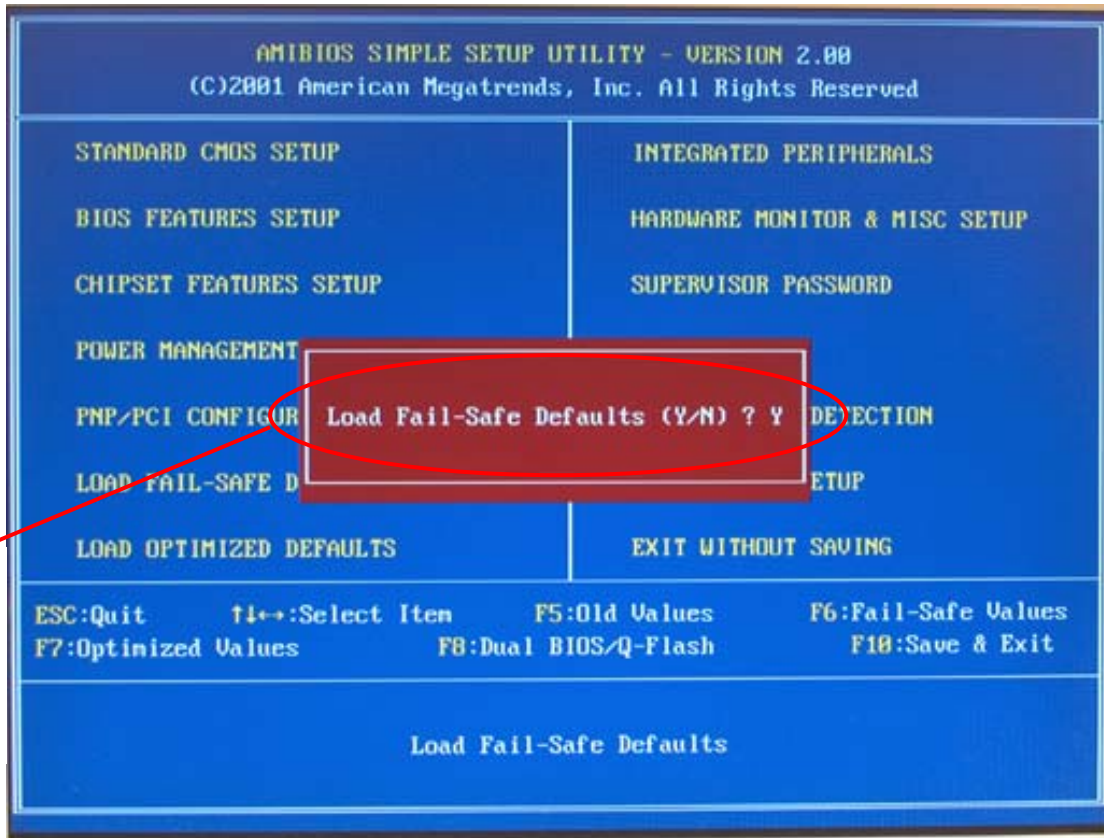 AMIBIOS SIMPLE SETUP UTILITY - VERSION 2.00
(C)2001 American Megatrends, Inc. All Rights Reserved
STANDARD CMOS SETUP
BIOS FEATURES SETUP
CHIPSET FEATURES SETUP
POWER MANAGEMENT
PNP/PCI CONFIGUR
LOAD FAIL-SAFE D
LOAD OPTIMIZED DEFAULTS
INTEGRATED PERIPHERALS
HARDWARE MONITOR & MISC SETUP
SUPERVISOR PASSWORD
DETECTION
ETUP
EXIT WITHOUT SAVING
Load Fail-Safe Defaults (Y/N) ? Y
ESC:Quit ↑↓←→:Select Item F5:Old Values F6:Fail-Safe Values
F7:Optimized Values F8:Dual BIOS/Q-Flash F10:Save & Exit
Load Fail-Safe Defaults